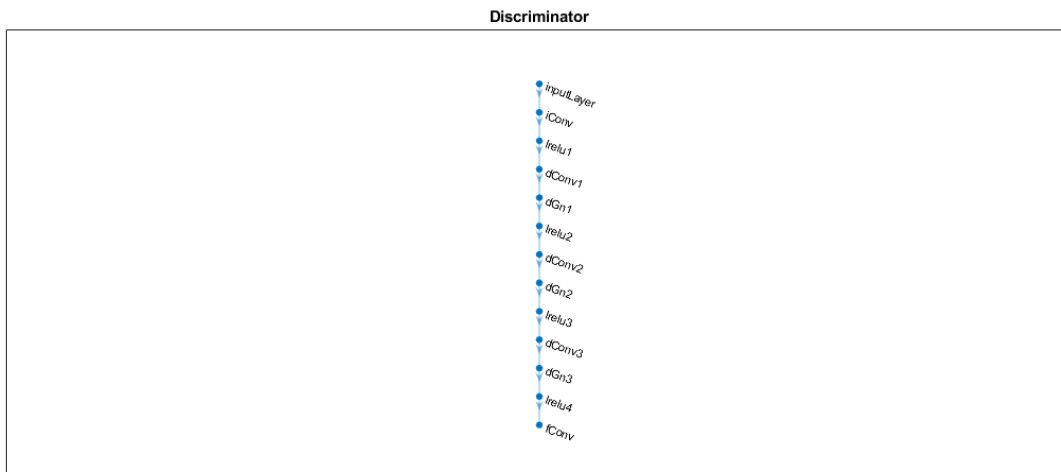 Discriminator
inputLayer
iConv
lrelu1
dConv1
dGn1
lrelu2
dConv2
dGn2
lrelu3
dConv3
dGn3
lrelu4
fConv